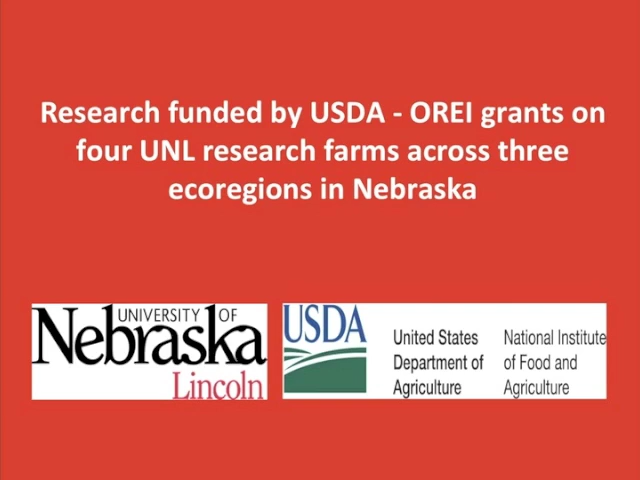 Research funded by USDA - OREI grants on
four UNL research farms across three
ecoregions in Nebraska
UNIVERSITY OF
Nebraska
Lincoln
USDA
United States
Department of
Agriculture
National Institute
of Food and
Agriculture